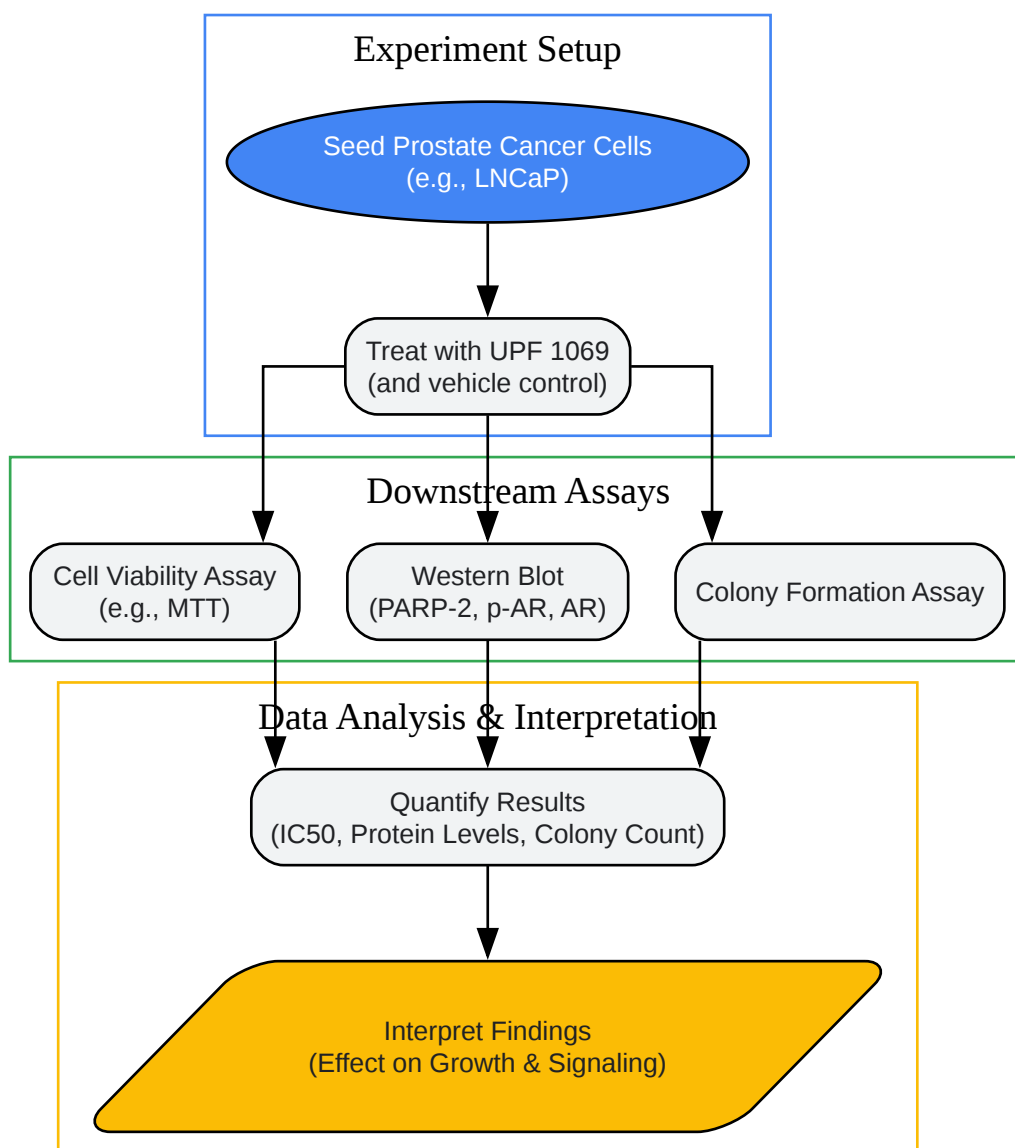 Experiment Setup
Seed Prostate Cancer Cells
(e.g., LNCaP)
Treat with UPF 1069
(and vehicle control)
Downstream Assays
Cell Viability Assay
(e.g., MTT)
Western Blot
(PARP-2, p-AR, AR)
Colony Formation Assay
Data Analysis & Interpretation
Quantify Results
(IC50, Protein Levels, Colony Count)
Interpret Findings
(Effect on Growth & Signaling)